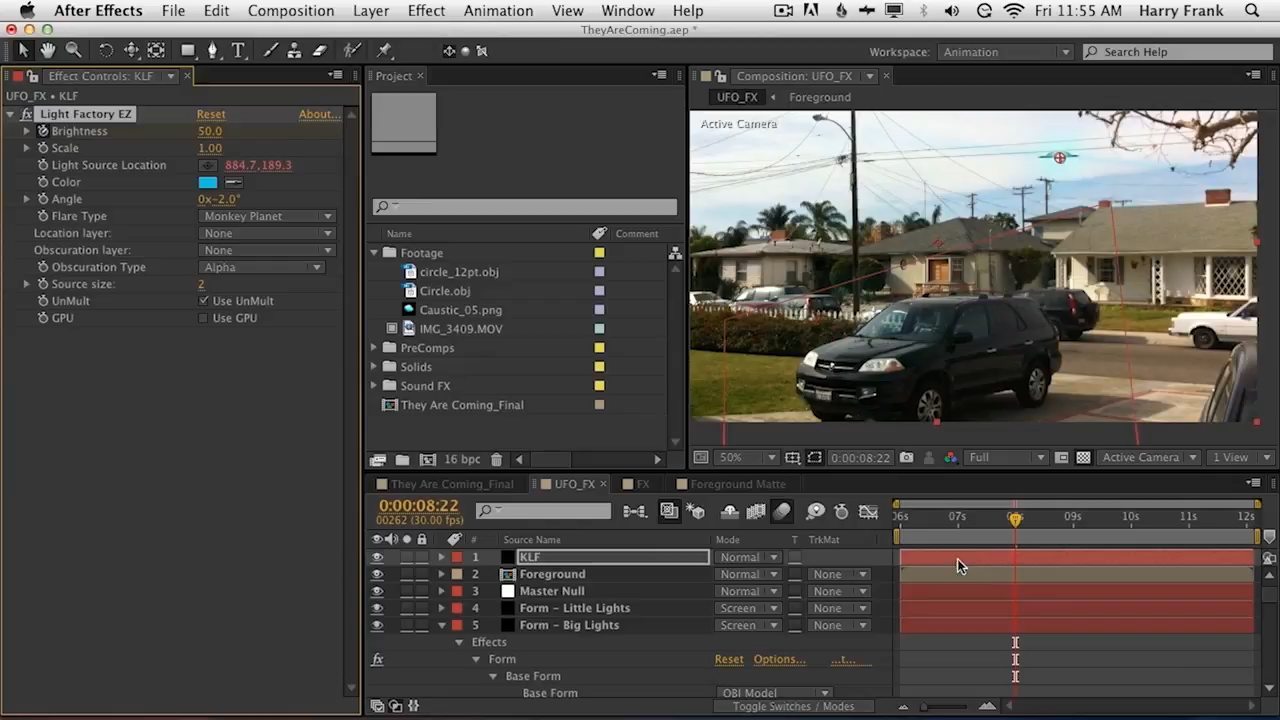 After Effects File Edit Composition Layer Effect Animation View Window Help Fri 11:55 AM Harry Frank
TheyAreComing.aep *
Workspace: Animation Search Help
Effect Controls: KLF
UFO_FX • KLF
fx Light Factory EZ Reset About...
Brightness 50.0
Scale 1.00
Light Source Location 884.7,189.3
Color
Angle 0x-2.0°
Flare Type Monkey Planet
Location layer: None
Obscuration layer: None
Obscuration Type Alpha
Source size: 2
UnMult Use UnMult
GPU Use GPU
Project
Name Comment
Footage
circle_12pt.obj
Circle.obj
Caustic_05.png
IMG_3409.MOV
PreComps
Solids
Sound FX
They Are Coming_Final
16 bpc
Composition: UFO_FX
UFO_FX Foreground
Active Camera
50% 0:00:08:22 Full Active Camera 1 View
They Are Coming_Final UFO_FX FX Foreground Matte
0:00:08:22
00262 (30.00 fps)
06s 07s 09s 10s 11s 12s
# Source Name Mode T TrkMat
1 KLF Normal
2 Foreground Normal None
3 Master Null Normal None
4 Form - Little Lights Screen None
5 Form - Big Lights Screen None
Effects
fx Form Reset Options...
Base Form
Base Form OBJ Model
Toggle Switches / Modes